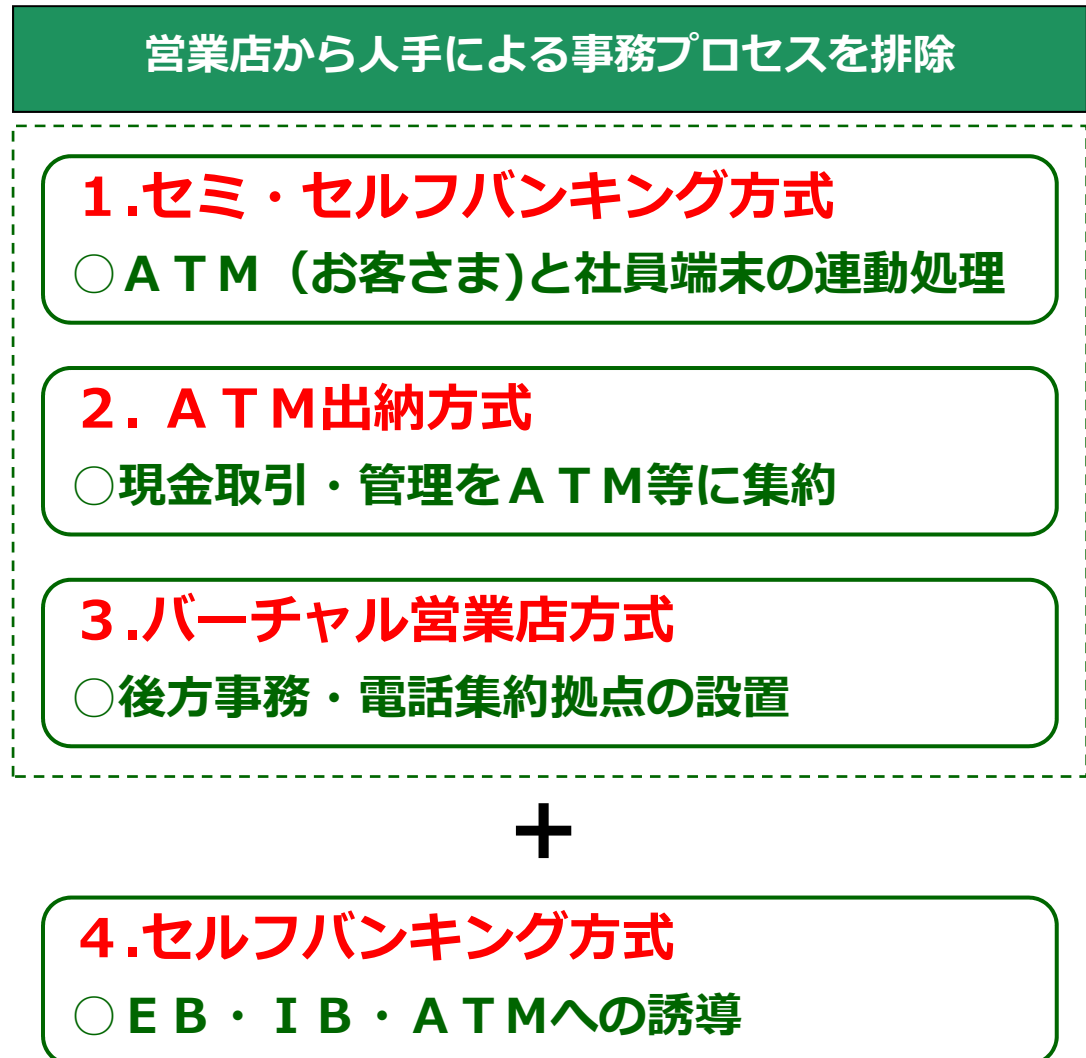 営業店から人手による事務プロセスを排除
１.セミ・セルフバンキング方式
○ＡＴＭ（お客さま)と社員端末の連動処理
２．ＡＴＭ出納方式
○現金取引・管理をＡＴＭ等に集約
３.バーチャル営業店方式
○後方事務・電話集約拠点の設置
＋
４.セルフバンキング方式
○ＥＢ・ＩＢ・ＡＴＭへの誘導